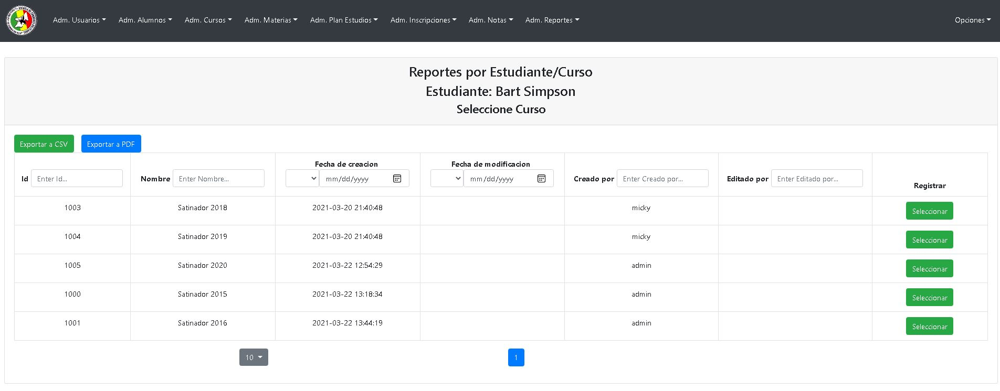 Adm. Usuarios Adm. Alumnos Adm. Cursos Adm. Materias Adm. Plan Estudios Adm. Inscripciones Adm. Notas Adm. Reportes Opciones
Reportes por Estudiante/Curso
Estudiante: Bart Simpson
Seleccione Curso
Exportar a CSV Exportar a PDF
Id Enter Id... Nombre Enter Nombre... Fecha de creacion mm/dd/yyyy Fecha de modificacion mm/dd/yyyy Creado por Enter Creado por... Editado por Enter Editado por... Registrar
1003 Satinador 2018 2021-03-20 21:40:48 micky Seleccionar
1004 Satinador 2019 2021-03-20 21:40:48 micky Seleccionar
1005 Satinador 2020 2021-03-22 12:54:29 admin Seleccionar
1000 Satinador 2015 2021-03-22 13:18:34 admin Seleccionar
1001 Satinador 2016 2021-03-22 13:44:19 admin Seleccionar
10 1